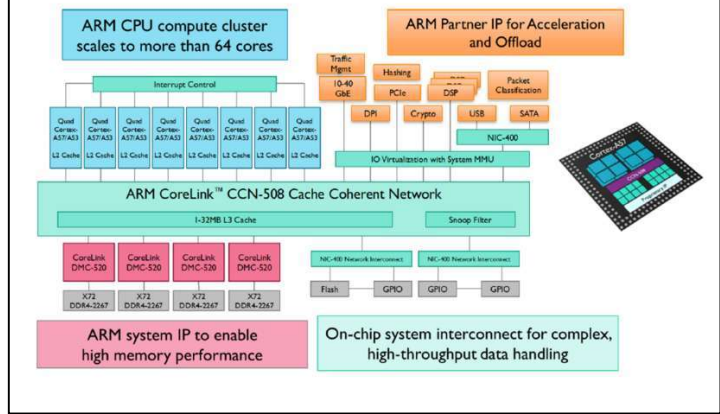 ARM CPU compute cluster
scales to more than 64 cores
ARM Partner IP for Acceleration
and Offload
Interrupt Control
Quad
Cortex-
A57/A53
L2 Cache
Quad
Cortex-
A57/A53
L2 Cache
Quad
Cortex-
A57/A53
L2 Cache
Quad
Cortex-
A57/A53
L2 Cache
Quad
Cortex-
A57/A53
L2 Cache
Quad
Cortex-
A57/A53
L2 Cache
Quad
Cortex-
A57/A53
L2 Cache
Quad
Cortex-
A57/A53
L2 Cache
Traffic
Mgmt
10-40
GbE
Hashing
PCIe
DSP
Packet
Classification
DPI
Crypto
USB
SATA
NIC-400
IO Virtualization with System MMU
Cortex-A57
CCN-508
ARM CoreLink™ CCN-508 Cache Coherent Network
1-32MB L3 Cache
Snoop Filter
CoreLink
DMC-520
CoreLink
DMC-520
CoreLink
DMC-520
CoreLink
DMC-520
X72
DDR4-2267
X72
DDR4-2267
X72
DDR4-2267
X72
DDR4-2267
NIC-400 Network Interconnect
NIC-400 Network Interconnect
Flash
GPIO
GPIO
GPIO
ARM system IP to enable
high memory performance
On-chip system interconnect for complex,
high-throughput data handling